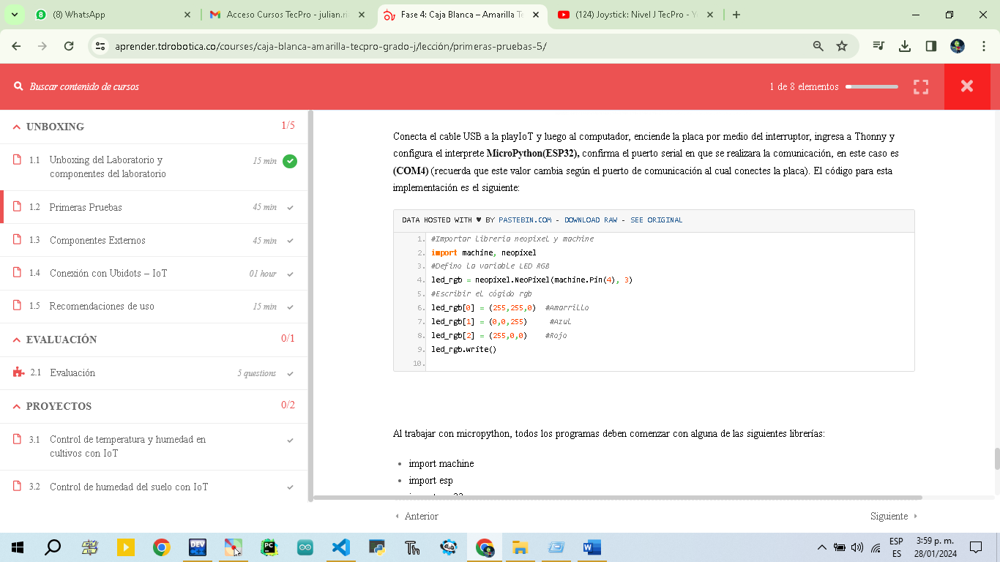 (8) WhatsApp
Acceso Cursos TecPro - julian.ri
Fase 4: Caja Blanca – Amarilla Te
(124) Joystick: Nivel J TecPro - Y
aprender.tdrobotica.co/courses/caja-blanca-amarilla-tecpro-grado-j/lección/primeras-pruebas-5/
Buscar contenido de cursos
1 de 8 elementos
UNBOXING 1/5
1.1 Unboxing del Laboratorio y componentes del laboratorio 15 min
1.2 Primeras Pruebas 45 min
1.3 Componentes Externos 45 min
1.4 Conexión con Ubidots – IoT 01 hour
1.5 Recomendaciones de uso 15 min
EVALUACIÓN 0/1
2.1 Evaluación 5 questions
PROYECTOS 0/2
3.1 Control de temperatura y humedad en cultivos con IoT
3.2 Control de humedad del suelo con IoT
Conecta el cable USB a la playIoT y luego al computador, enciende la placa por medio del interruptor, ingresa a Thonny y
configura el interprete MicroPython(ESP32), confirma el puerto serial en que se realizara la comunicación, en este caso es
(COM4) (recuerda que este valor cambia según el puerto de comunicación al cual conectes la placa). El código para esta
implementación es el siguiente:
DATA HOSTED WITH ♥ BY PASTEBIN.COM - DOWNLOAD RAW - SEE ORIGINAL
1. #Importar Libreria neopixel y machine
2. import machine, neopixel
3. #Defino la variable LED RGB
4. led_rgb = neopixel.NeoPixel(machine.Pin(4), 3)
5. #Escribir el cógido rgb
6. led_rgb[0] = (255,255,0) #Amarrillo
7. led_rgb[1] = (0,0,255) #Azul
8. led_rgb[2] = (255,0,0) #Rojo
9. led_rgb.write()
10.
Al trabajar con micropython, todos los programas deben comenzar con alguna de las siguientes librerías:
• import machine
• import esp
Anterior
Siguiente
ESP
ES
3:59 p. m.
28/01/2024